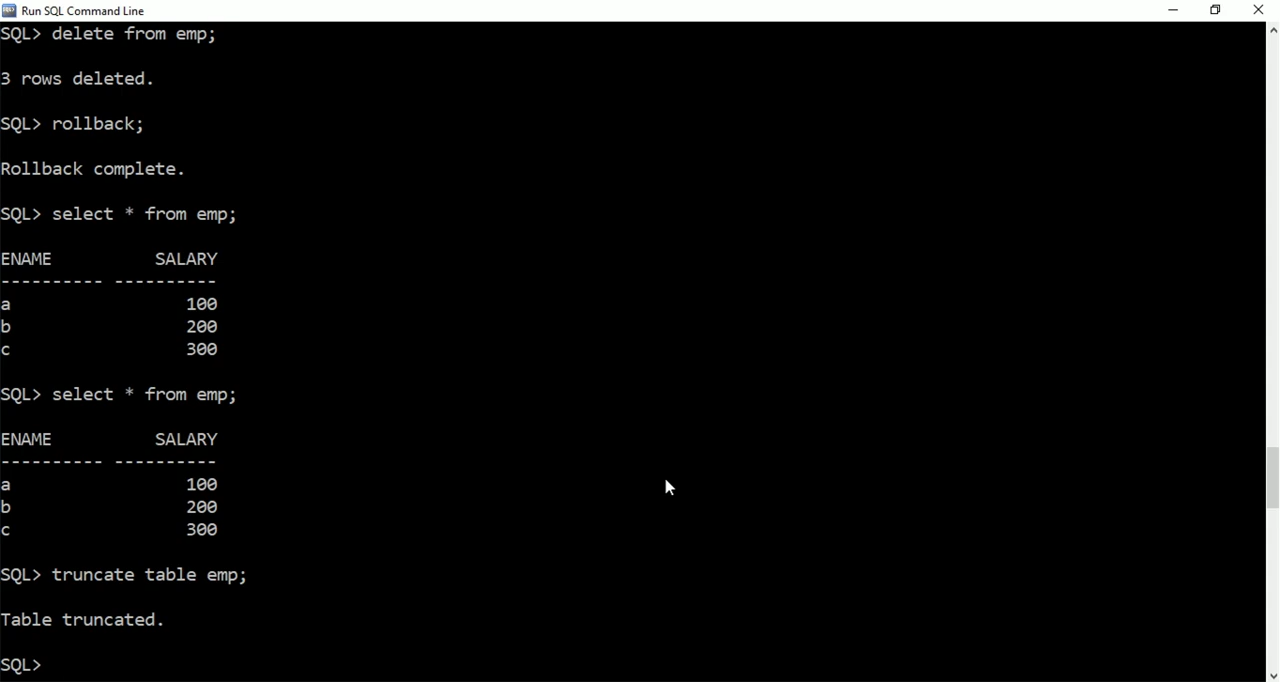 Run SQL Command Line
SQL> delete from emp;
3 rows deleted.
SQL> rollback;
Rollback complete.
SQL> select * from emp;
ENAME          SALARY
---------- ----------
a                 100
b                 200
c                 300
SQL> select * from emp;
ENAME          SALARY
---------- ----------
a                 100
b                 200
c                 300
SQL> truncate table emp;
Table truncated.
SQL>